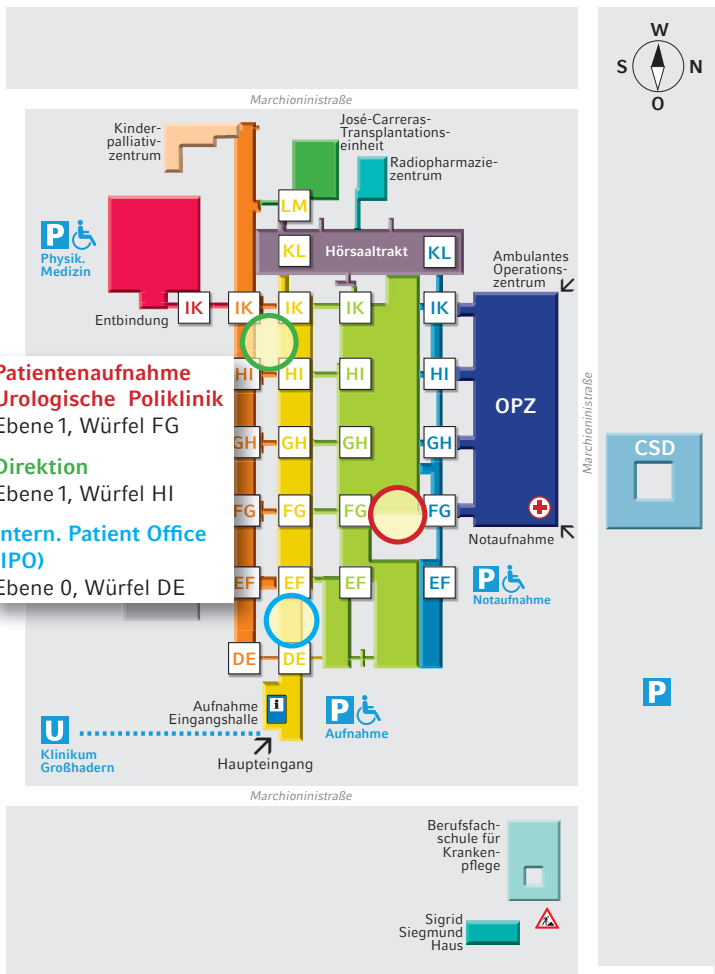 W
S N
O
Marchioninistraße
Kinder-
palliativ-
zentrum
José-Carreras-
Transplantations-
einheit
Radiopharmazie-
zentrum
LM
P
Physik.
Medizin
KL Hörsaaltrakt KL
Ambulantes
Operations-
zentrum
Entbindung
IK IK IK IK IK
Patientenaufnahme
Urologische Poliklinik
Ebene 1, Würfel FG
Direktion
Ebene 1, Würfel HI
Intern. Patient Office
(IPO)
Ebene 0, Würfel DE
HI HI HI HI
OPZ
Marchioninistraße
GH GH GH GH
CSD
FG FG FG FG
Notaufnahme
EF EF EF EF
P
Notaufnahme
DE DE
P
Aufnahme
Eingangshalle
i
P
Aufnahme
U
Klinikum
Großhadern
Haupteingang
Marchioninistraße
Berufsfach-
schule für
Kranken-
pflege
Sigrid
Siegmund
Haus